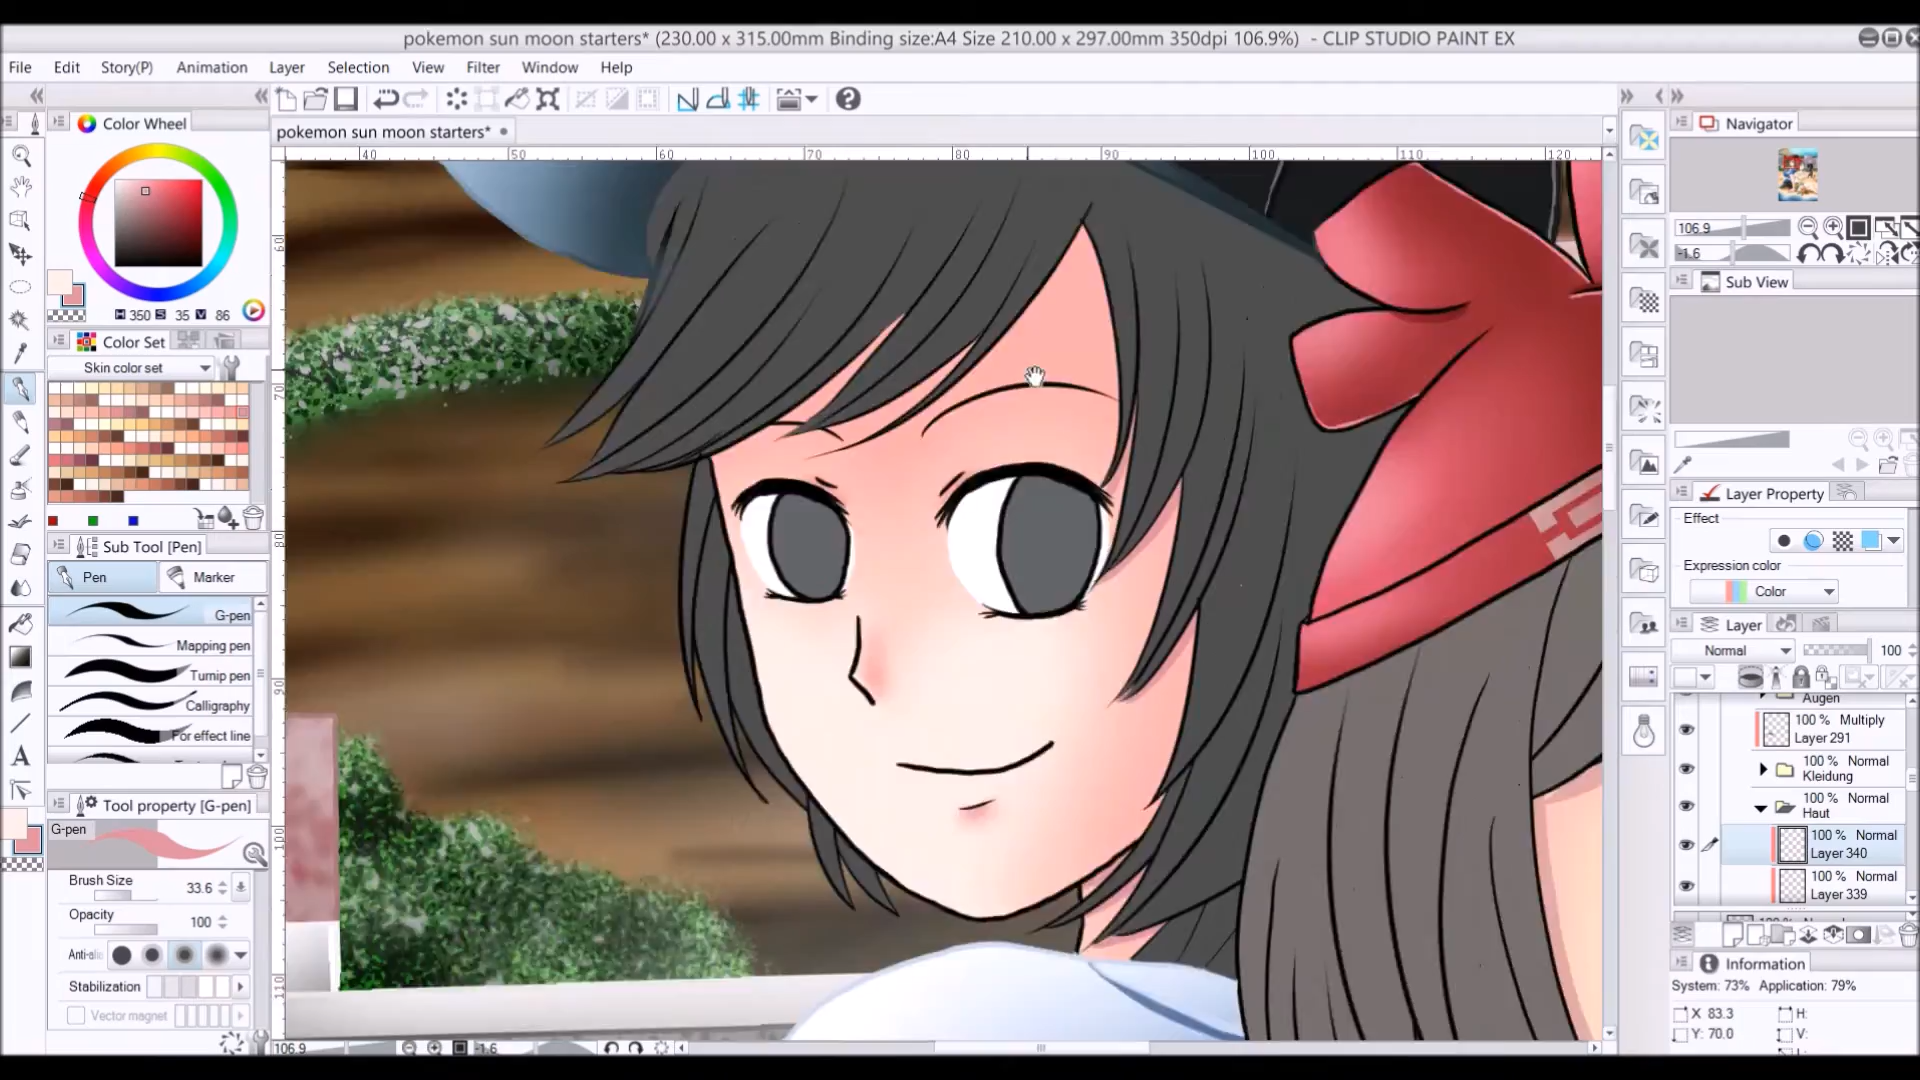 pokemon sun moon starters* (230.00 x 315.00mm Binding size:A4 Size 210.00 x 297.00mm 350dpi 106.9%) - CLIP STUDIO PAINT EX
File Edit Story(P) Animation Layer Selection View Filter Window Help
Color Wheel
pokemon sun moon starters*
Navigator
40 50 60 70 80 90 100 110 120
60
70
80
90
100
110
106.9
-1.6
Sub View
H 350 S 35 V 86
Color Set
Skin color set
Sub Tool [Pen]
Pen Marker
G-pen
Mapping pen
Turnip pen
Calligraphy
For effect line
Tool property [G-pen]
G-pen
Brush Size 33.6
Opacity 100
Stabilization
Vector magnet
Layer Property
Effect
Expression color
Color
Layer
Normal 100
Augen
100 % Multiply
Layer 291
100 % Normal
Kleidung
100 % Normal
Haut
100 % Normal
Layer 340
100 % Normal
Layer 339
Information
System: 73% Application: 79%
X 83.3 H:
Y: 70.0 V:
106.9 -1.6